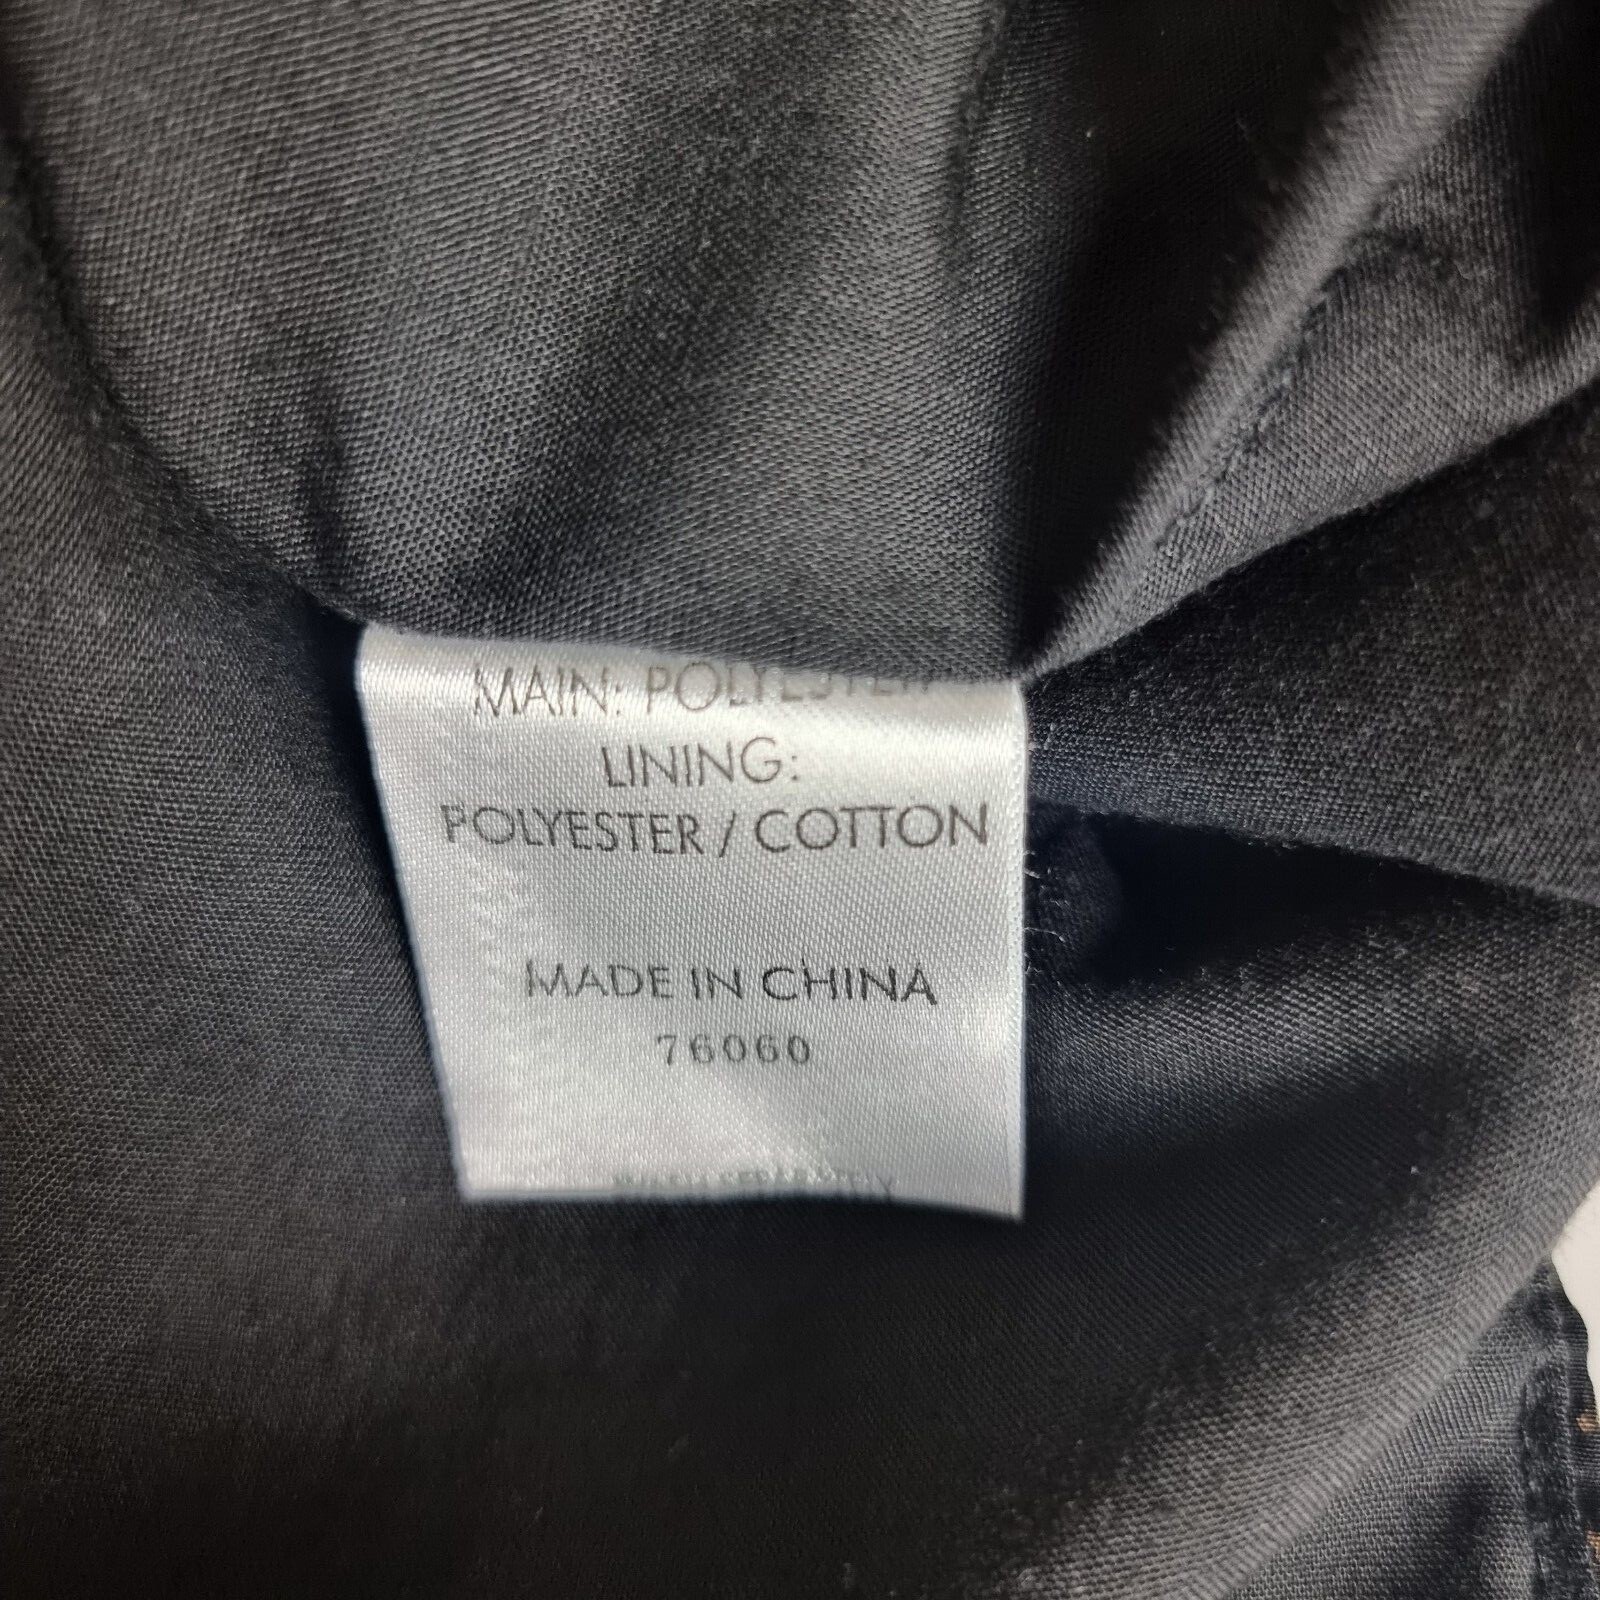 MAIN: POLYESTER
LINING:
POLYESTER / COTTON
MADE IN CHINA
76060